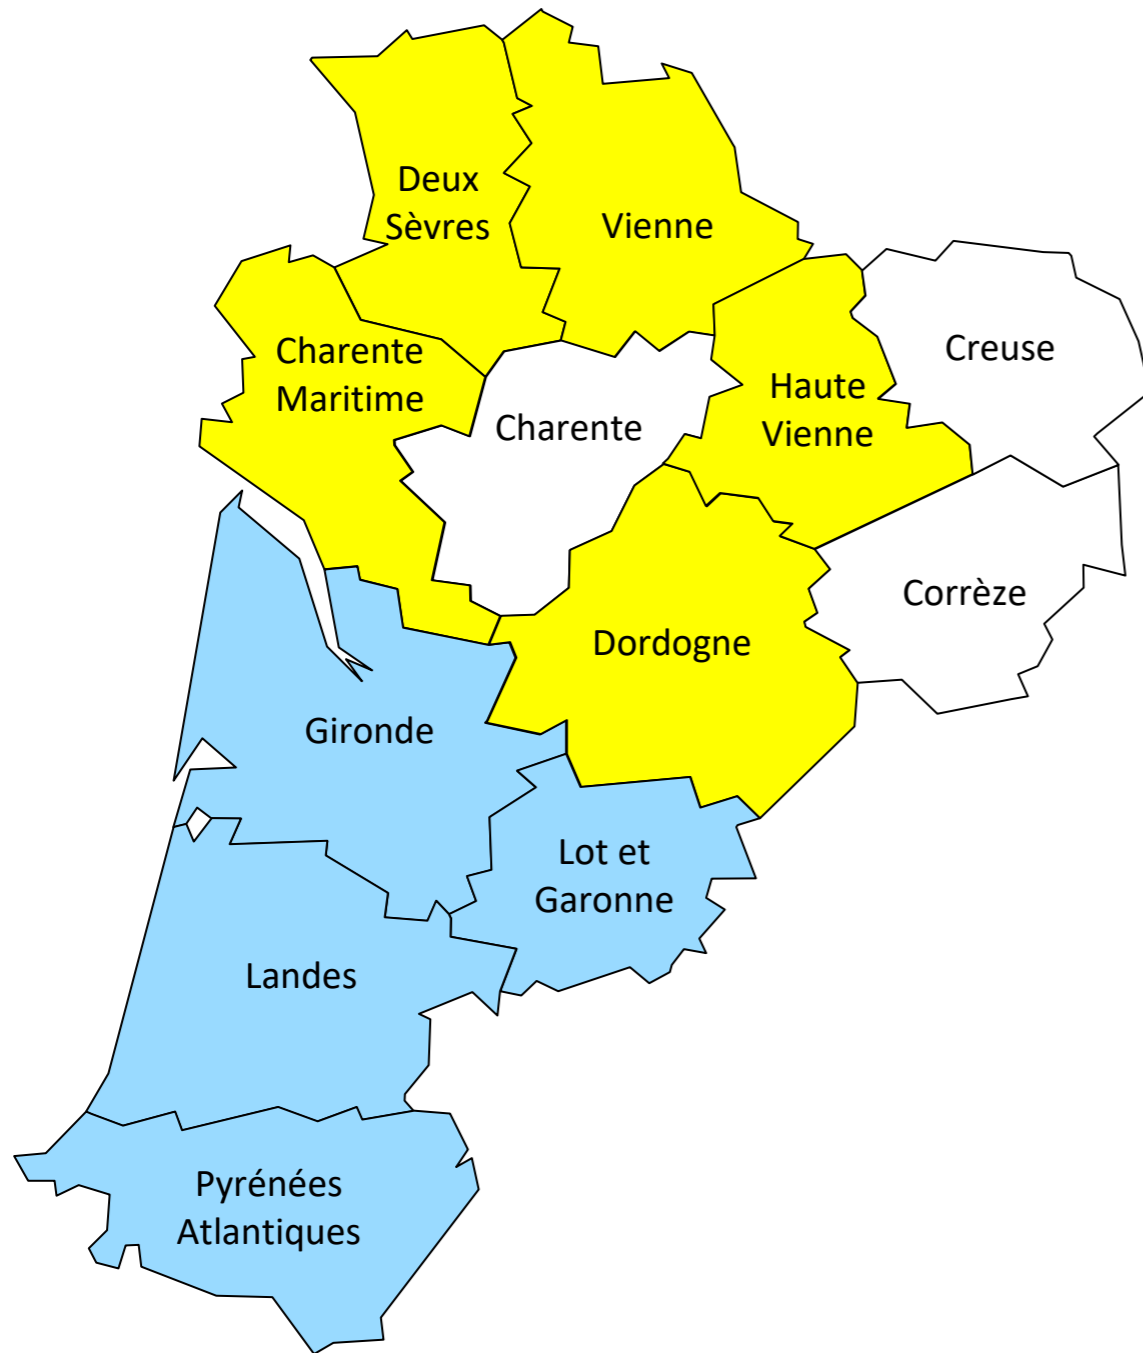 Deux
Sèvres
Vienne
Charente
Maritime
Charente
Haute
Vienne
Creuse
Corrèze
Dordogne
Gironde
Lot et
Garonne
Landes
Pyrénées
Atlantiques